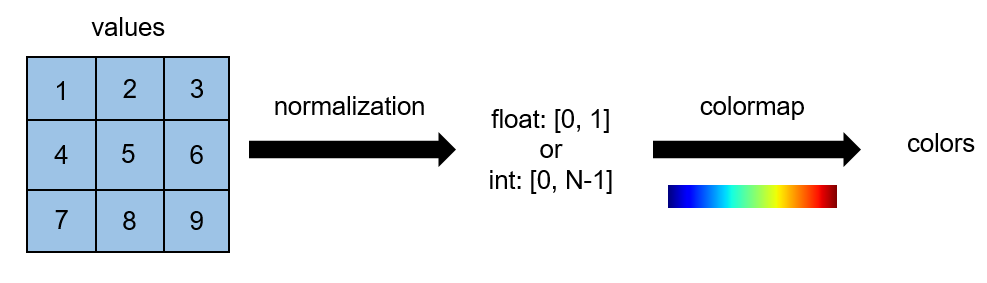 values
1 2 3
4 5 6
7 8 9
normalization
float: [0, 1]
or
int: [0, N-1]
colormap
colors